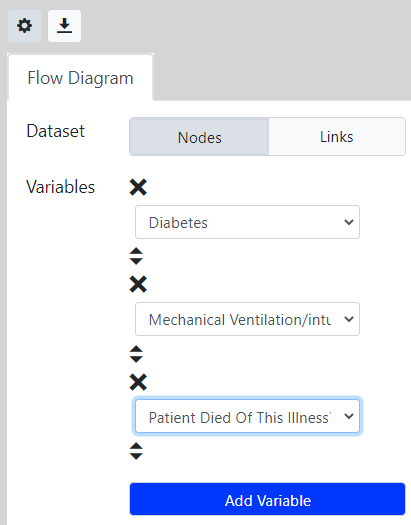 Flow Diagram
Dataset
Nodes
Links
Variables
Diabetes
Mechanical Ventilation/intu
Patient Died Of This Illness
Add Variable